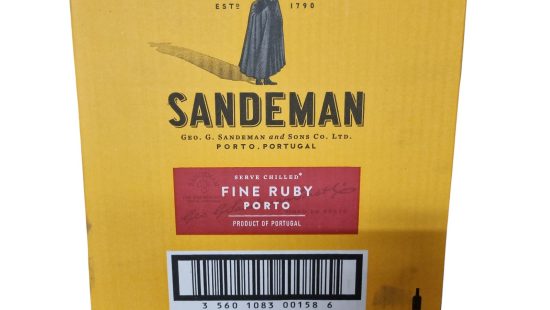 ESTD 1790
SANDEMAN
GEO. G. SANDEMAN and SONS CO. LTD.
PORTO, PORTUGAL
SERVE CHILLED*
FINE RUBY
PORTO
PRODUCT OF PORTUGAL
3 560 1083 00158 6